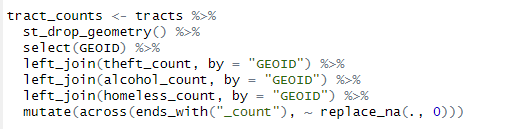 tract_counts <- tracts %>%
  st_drop_geometry() %>%
  select(GEOID) %>%
  left_join(theft_count, by = "GEOID") %>%
  left_join(alcohol_count, by = "GEOID") %>%
  left_join(homeless_count, by = "GEOID") %>%
  mutate(across(ends_with("_count"), ~ replace_na(., 0)))